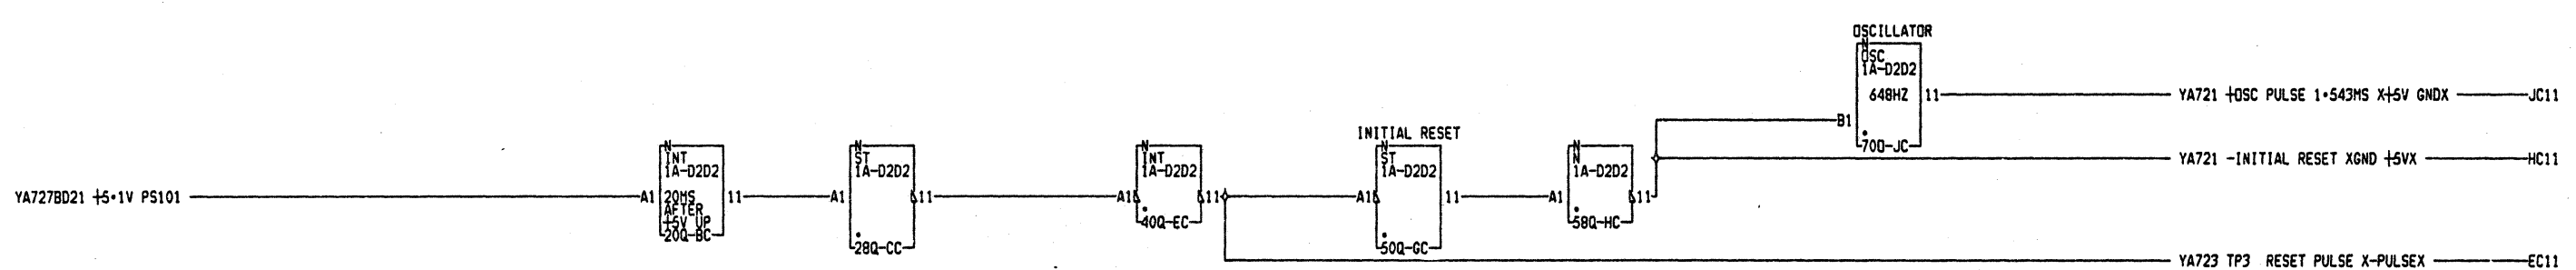 OSCILLATOR
N
OSC
1A-D2D2
648HZ
11
YA721 +OSC PULSE 1.543MS X+5V GNDX
JC11
B1
70Q-JC
INITIAL RESET
N
INT
1A-D2D2
N
ST
1A-D2D2
N
INT
1A-D2D2
N
ST
1A-D2D2
N
N
1A-D2D2
YA721 -INITIAL RESET XGND +5VX
HC11
YA727BD21 +5.1V PS101
A1
20MS
AFTER
+5V UP
20Q-BC
11
A1
11
28Q-CC
A1
11
40Q-EC
A1
11
50Q-GC
A1
11
58Q-HC
YA723 TP3 RESET PULSE X-PULSEX
EC11